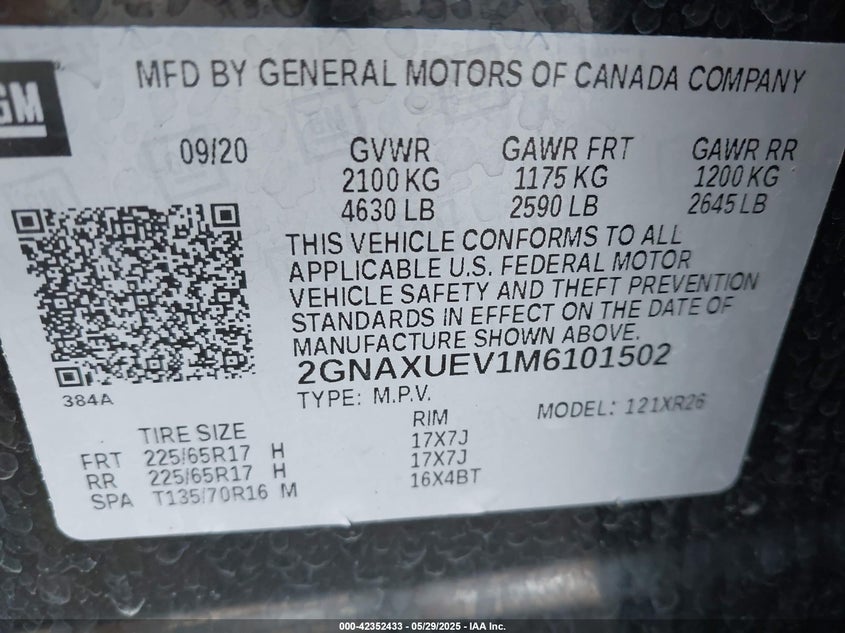 GM
MFD BY GENERAL MOTORS OF CANADA COMPANY
09/20 GVWR GAWR FRT GAWR RR
2100 KG 1175 KG 1200 KG
4630 LB 2590 LB 2645 LB
THIS VEHICLE CONFORMS TO ALL
APPLICABLE U.S. FEDERAL MOTOR
VEHICLE SAFETY AND THEFT PREVENTION
STANDARDS IN EFFECT ON THE DATE OF
MANUFACTURE SHOWN ABOVE.
2GNAXUEV1M6101502
384A TYPE: M.P.V. MODEL: 121XR26
TIRE SIZE RIM
FRT 225/65R17 H 17X7J
RR 225/65R17 H 17X7J
SPA T135/70R16 M 16X4BT
000-42352433 - 05/29/2025 - IAA Inc.